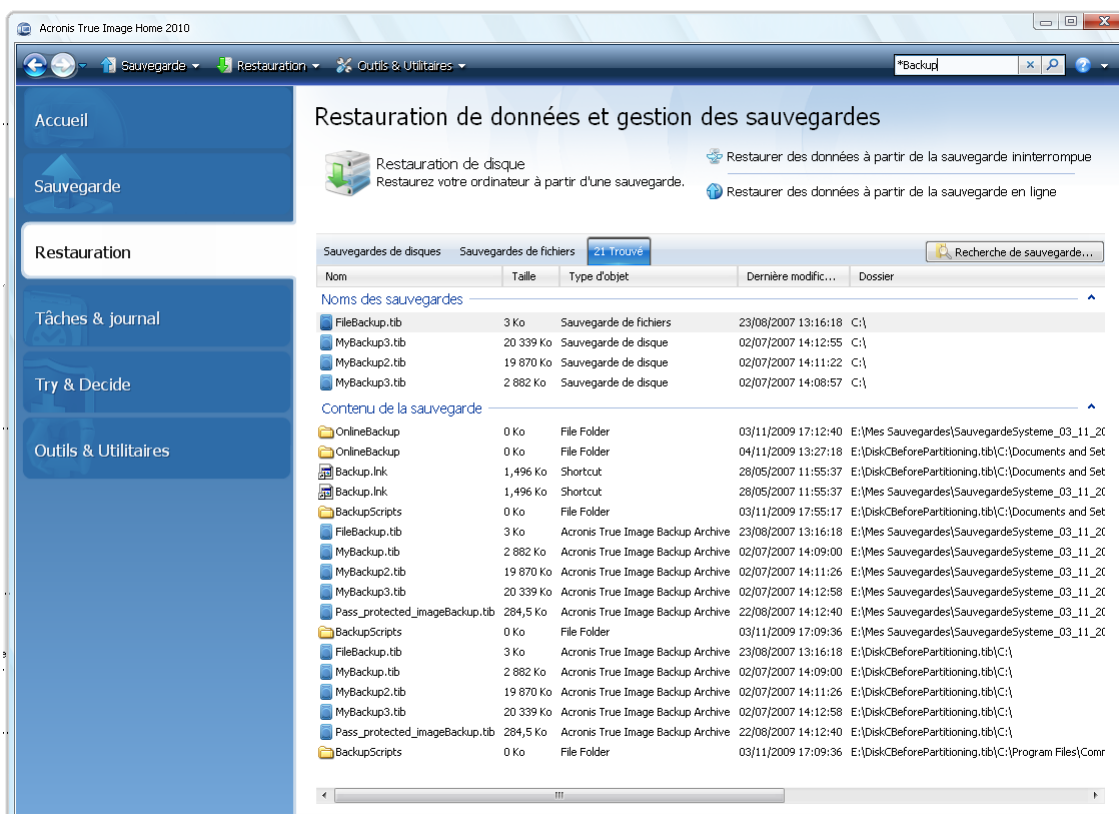 Acronis True Image Home 2010
Sauvegarde Restauration Outils & Utilitaires *Backup
Accueil
Sauvegarde
Restauration
Tâches & journal
Try & Decide
Outils & Utilitaires
Restauration de données et gestion des sauvegardes
Restauration de disque
Restaurez votre ordinateur à partir d'une sauvegarde.
Restaurer des données à partir de la sauvegarde ininterrompue
Restaurer des données à partir de la sauvegarde en ligne
Sauvegardes de disques Sauvegardes de fichiers 21 Trouvé Recherche de sauvegarde...
Nom Taille Type d'objet Dernière modific... Dossier
Noms des sauvegardes
FileBackup.tib 3 Ko Sauvegarde de fichiers 23/08/2007 13:16:18 C:\
MyBackup3.tib 20 339 Ko Sauvegarde de disque 02/07/2007 14:12:55 C:\
MyBackup2.tib 19 870 Ko Sauvegarde de disque 02/07/2007 14:11:22 C:\
MyBackup3.tib 2 882 Ko Sauvegarde de disque 02/07/2007 14:08:57 C:\
Contenu de la sauvegarde
OnlineBackup 0 Ko File Folder 03/11/2009 17:12:40 E:\Mes Sauvegardes\SauvegardeSysteme_03_11_20
OnlineBackup 0 Ko File Folder 04/11/2009 13:27:18 E:\DiskCBeforePartitioning.tib\C:\Documents and Set
Backup.lnk 1,496 Ko Shortcut 28/05/2007 11:55:37 E:\DiskCBeforePartitioning.tib\C:\Documents and Set
Backup.lnk 1,496 Ko Shortcut 28/05/2007 11:55:37 E:\Mes Sauvegardes\SauvegardeSysteme_03_11_20
BackupScripts 0 Ko File Folder 03/11/2009 17:55:17 E:\DiskCBeforePartitioning.tib\C:\Documents and Set
FileBackup.tib 3 Ko Acronis True Image Backup Archive 23/08/2007 13:16:18 E:\Mes Sauvegardes\SauvegardeSysteme_03_11_20
MyBackup.tib 2 882 Ko Acronis True Image Backup Archive 02/07/2007 14:09:00 E:\Mes Sauvegardes\SauvegardeSysteme_03_11_20
MyBackup2.tib 19 870 Ko Acronis True Image Backup Archive 02/07/2007 14:11:26 E:\Mes Sauvegardes\SauvegardeSysteme_03_11_20
MyBackup3.tib 20 339 Ko Acronis True Image Backup Archive 02/07/2007 14:12:58 E:\Mes Sauvegardes\SauvegardeSysteme_03_11_20
Pass_protected_imageBackup.tib 284,5 Ko Acronis True Image Backup Archive 22/08/2007 14:12:40 E:\Mes Sauvegardes\SauvegardeSysteme_03_11_20
BackupScripts 0 Ko File Folder 03/11/2009 17:09:36 E:\Mes Sauvegardes\SauvegardeSysteme_03_11_20
FileBackup.tib 3 Ko Acronis True Image Backup Archive 23/08/2007 13:16:18 E:\DiskCBeforePartitioning.tib\C:\
MyBackup.tib 2 882 Ko Acronis True Image Backup Archive 02/07/2007 14:09:00 E:\DiskCBeforePartitioning.tib\C:\
MyBackup2.tib 19 870 Ko Acronis True Image Backup Archive 02/07/2007 14:11:26 E:\DiskCBeforePartitioning.tib\C:\
MyBackup3.tib 20 339 Ko Acronis True Image Backup Archive 02/07/2007 14:12:58 E:\DiskCBeforePartitioning.tib\C:\
Pass_protected_imageBackup.tib 284,5 Ko Acronis True Image Backup Archive 22/08/2007 14:12:40 E:\DiskCBeforePartitioning.tib\C:\
BackupScripts 0 Ko File Folder 03/11/2009 17:09:36 E:\DiskCBeforePartitioning.tib\C:\Program Files\Comr